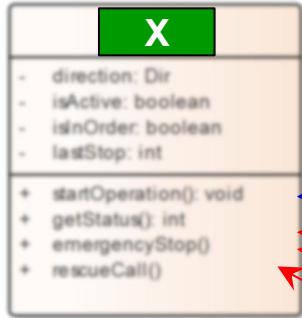 X
- direction: Dir
- isActive: boolean
- isInOrder: boolean
- lastStop: int
+ startOperation(): void
+ getStatus(): int
+ emergencyStop()
+ rescueCall()